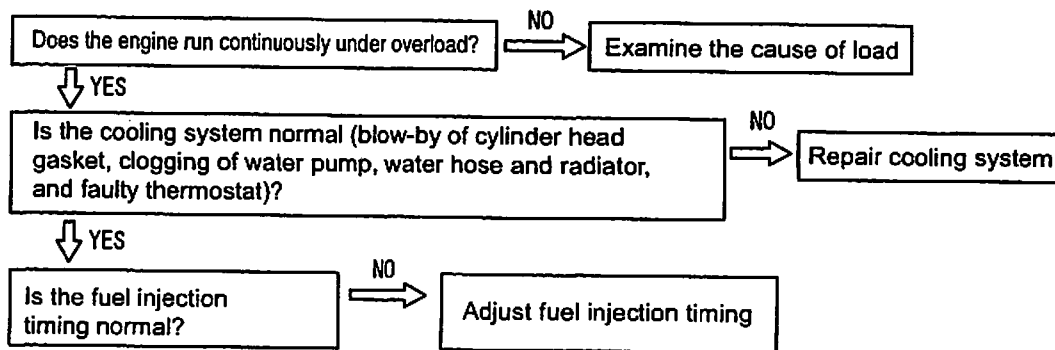 Does the engine run continuously under overload?
NO
Examine the cause of load
YES
Is the cooling system normal (blow-by of cylinder head
gasket, clogging of water pump, water hose and radiator,
and faulty thermostat)?
NO
Repair cooling system
YES
Is the fuel injection
timing normal?
NO
Adjust fuel injection timing